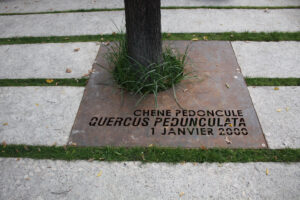 CHENE PEDONCULE
QUERCUS PEDUNCULATA
1 JANVIER 2000